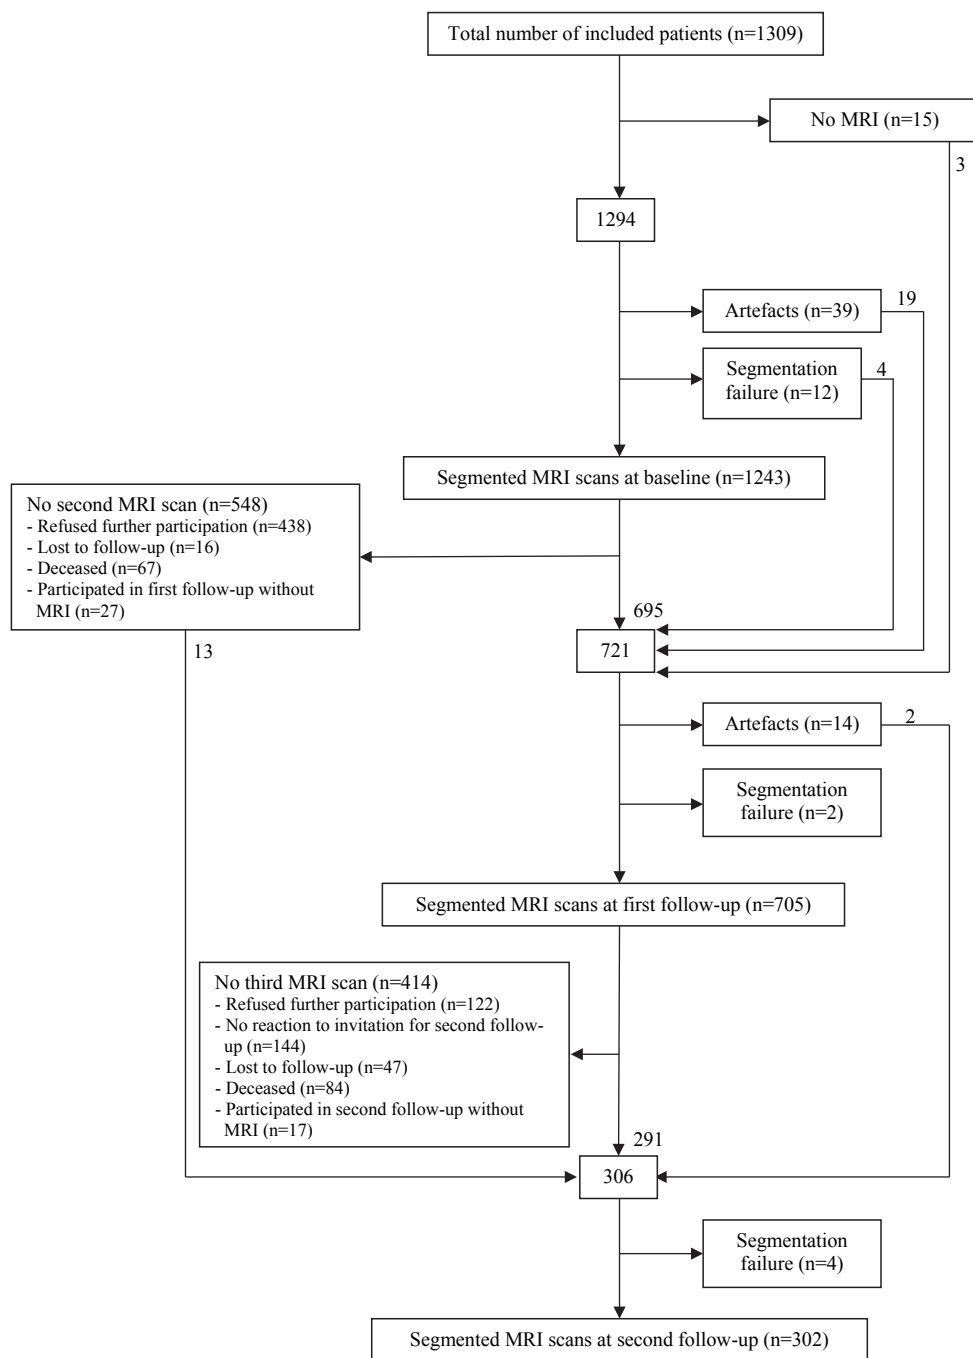 Total number of included patients (n=1309)
No MRI (n=15)
3
1294
Artefacts (n=39)
19
Segmentation
failure (n=12)
4
Segmented MRI scans at baseline (n=1243)
No second MRI scan (n=548)
- Refused further participation (n=438)
- Lost to follow-up (n=16)
- Deceased (n=67)
- Participated in first follow-up without
MRI (n=27)
695
13
721
Artefacts (n=14)
2
Segmentation
failure (n=2)
Segmented MRI scans at first follow-up (n=705)
No third MRI scan (n=414)
- Refused further participation (n=122)
- No reaction to invitation for second follow-
up (n=144)
- Lost to follow-up (n=47)
- Deceased (n=84)
- Participated in second follow-up without
MRI (n=17)
291
306
Segmentation
failure (n=4)
Segmented MRI scans at second follow-up (n=302)